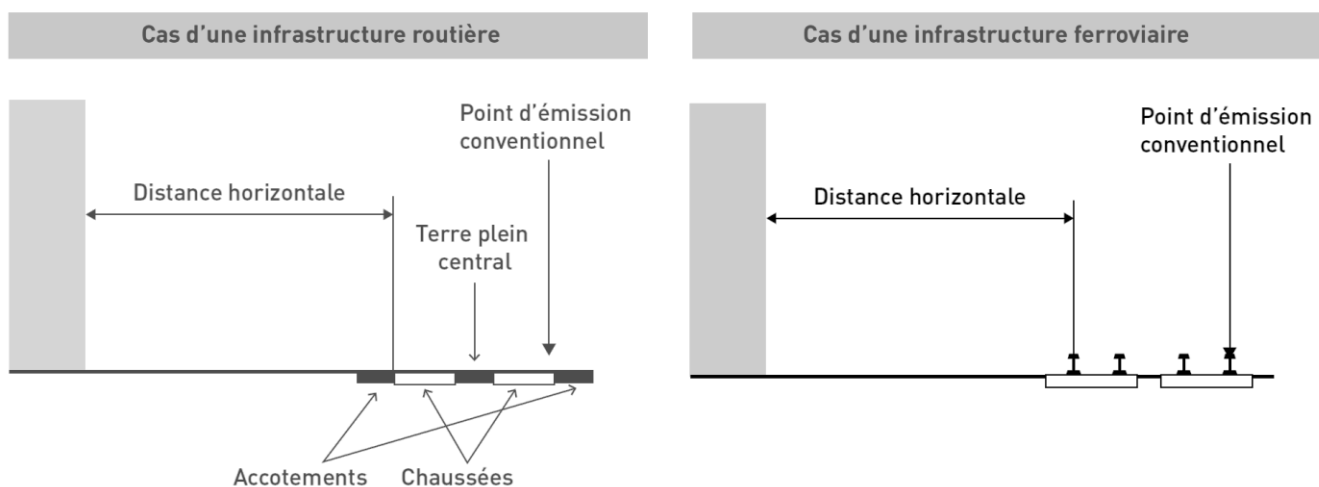 Cas d'une infrastructure routière
Point d'émission
conventionnel
Distance horizontale
Terre plein
central
Accotements
Chaussées
Cas d'une infrastructure ferroviaire
Point d'émission
conventionnel
Distance horizontale